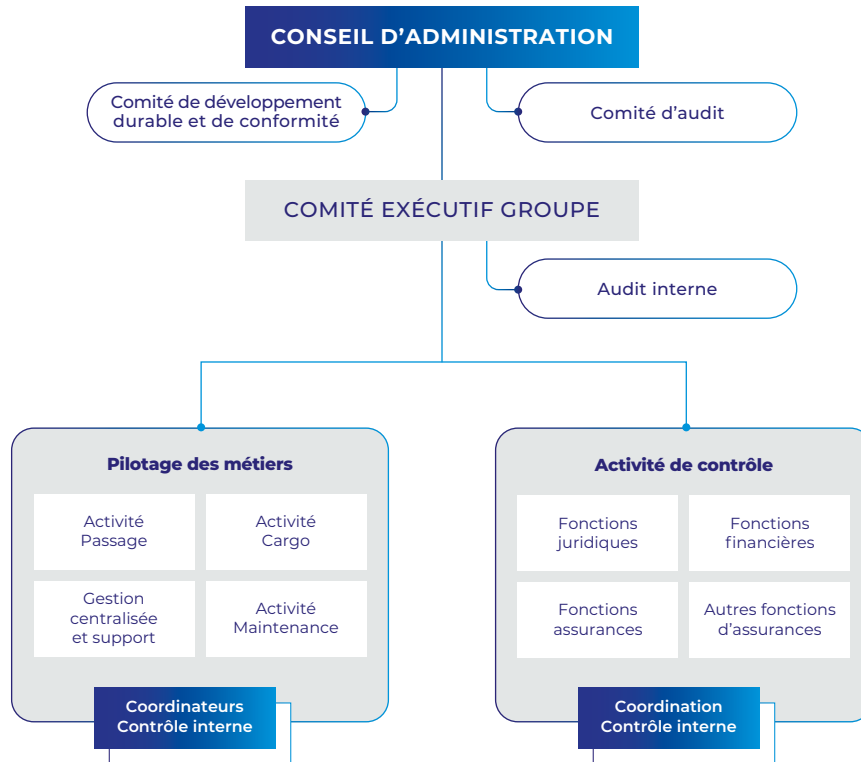 CONSEIL D’ADMINISTRATION
Comité de développement
durable et de conformité
Comité d’audit
COMITÉ EXÉCUTIF GROUPE
Audit interne
Pilotage des métiers
Activité
Passage
Activité
Cargo
Gestion
centralisée
et support
Activité
Maintenance
Coordinateurs
Contrôle interne
Activité de contrôle
Fonctions
juridiques
Fonctions
financières
Fonctions
assurances
Autres fonctions
d’assurances
Coordination
Contrôle interne